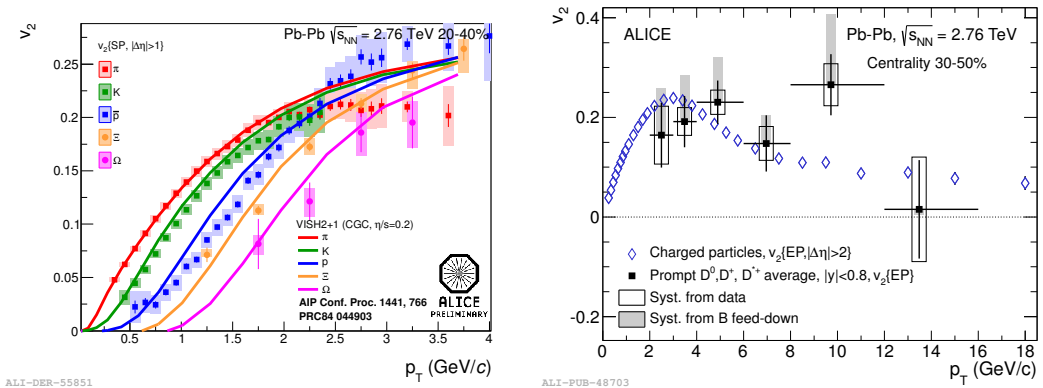 v₂
Pb-Pb √s_NN = 2.76 TeV 20-40%
v₂{SP, |Δη|>1}
π
K
p̅
Ξ
Ω
VISH2+1 (CGC, η/s=0.2)
π
K
p
Ξ
Ω
AIP Conf. Proc. 1441, 766
PRC84 044903
ALICE
PRELIMINARY
0.25
0.2
0.15
0.1
0.05
0
0.5 1 1.5 2 2.5 3 3.5 4
p_T (GeV/c)
ALI-DER-55851
v₂
ALICE
Pb-Pb, √s_NN = 2.76 TeV
Centrality 30-50%
0.4
0.2
0
-0.2
Charged particles, v₂{EP,|Δη|>2}
Prompt D⁰,D⁺, D*⁺ average, |y|<0.8, v₂{EP}
Syst. from data
Syst. from B feed-down
0 2 4 6 8 10 12 14 16 18
p_T (GeV/c)
ALI-PUB-48703